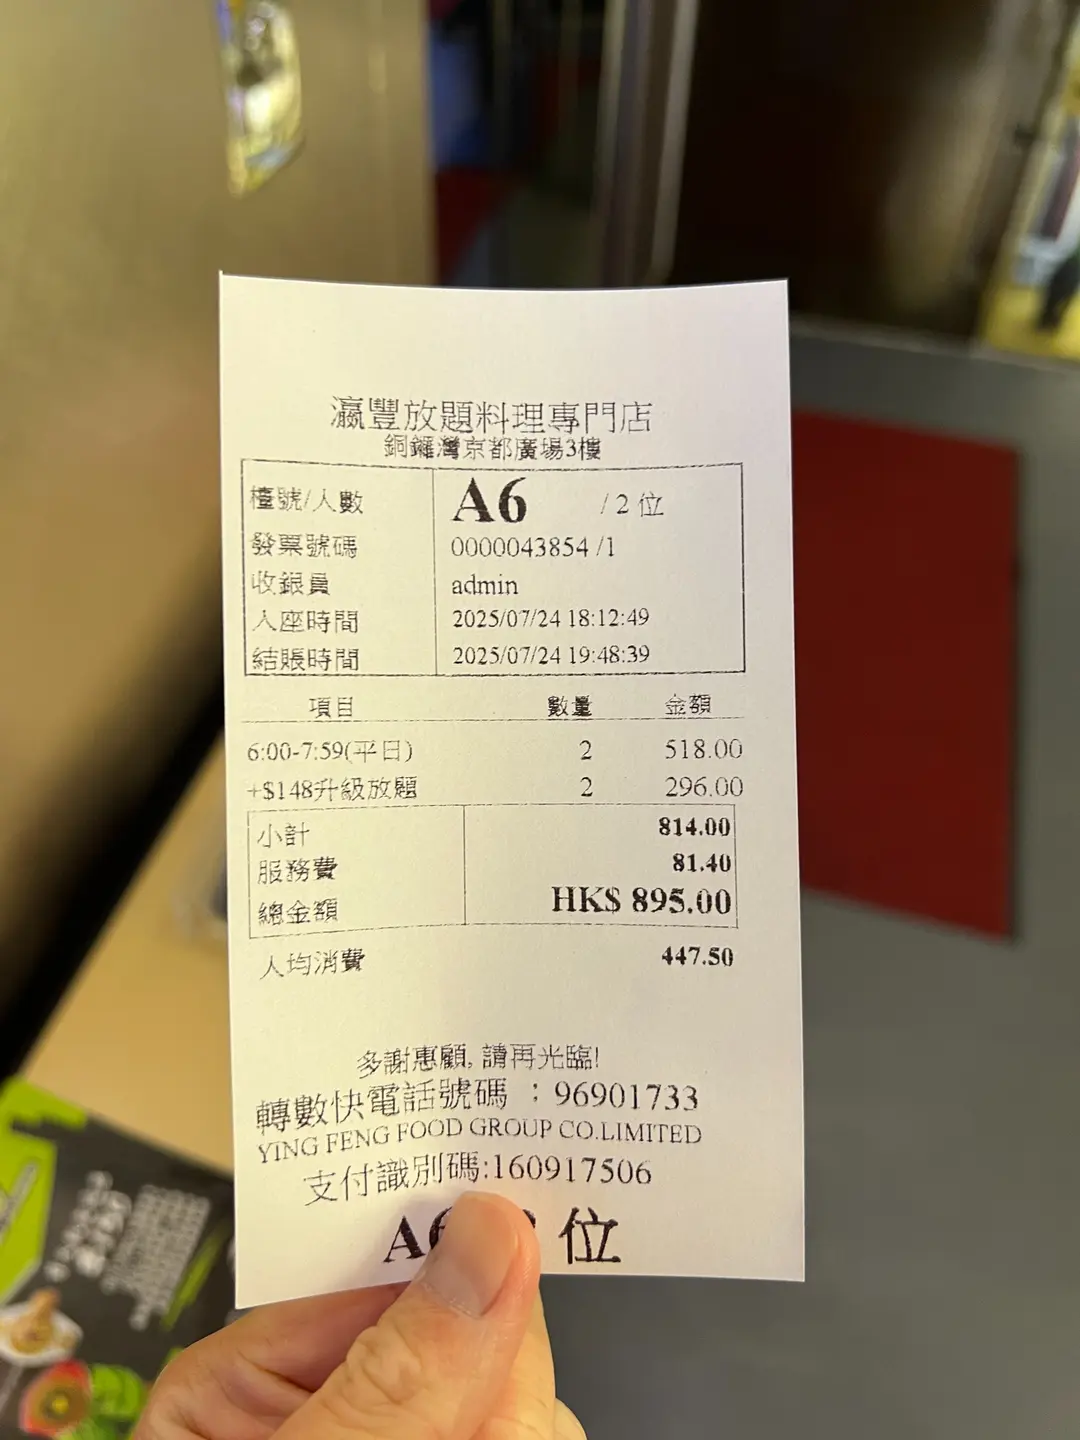 瀛豐放題料理專門店
銅鑼灣京都廣場3樓
檯號/人數 A6 / 2 位
發票號碼 0000043854 /1
收銀員 admin
入座時間 2025/07/24 18:12:49
結賬時間 2025/07/24 19:48:39
項目 數量 金額
6:00-7:59(平日) 2 518.00
+$148升級放題 2 296.00
小計 814.00
服務費 81.40
總金額 HK$ 895.00
人均消費 447.50
多謝惠顧, 請再光臨!
轉數快電話號碼 : 96901733
YING FENG FOOD GROUP CO.LIMITED
支付識別碼:160917506
位